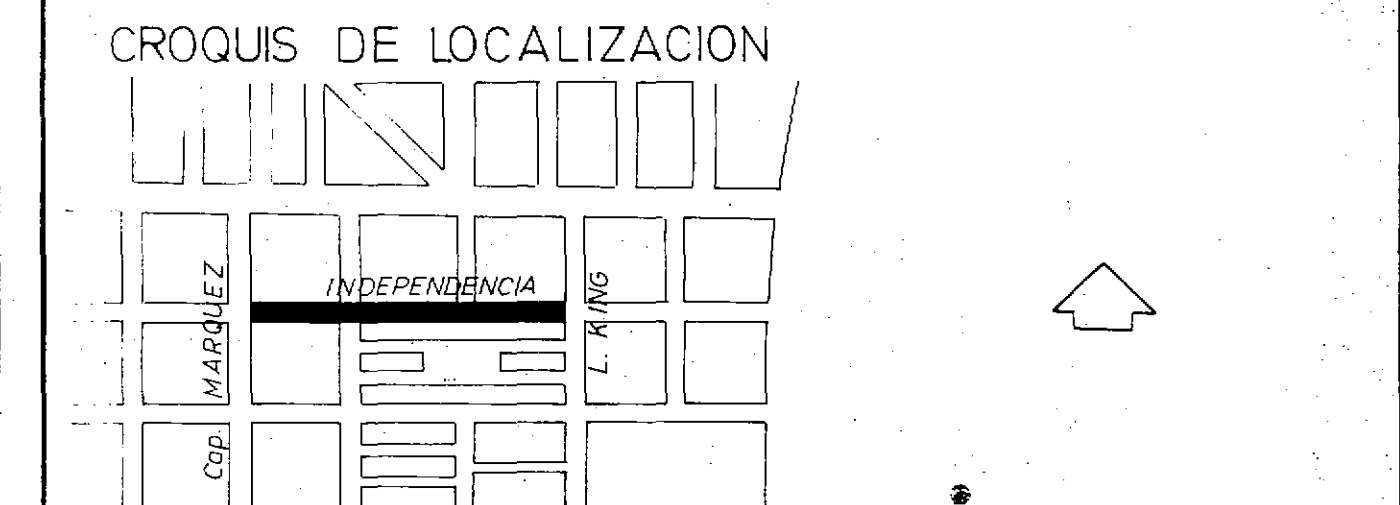 CROQUIS DE LOCALIZACION
INDEPENDENCIA
Cap. MARQUEZ
L. KING